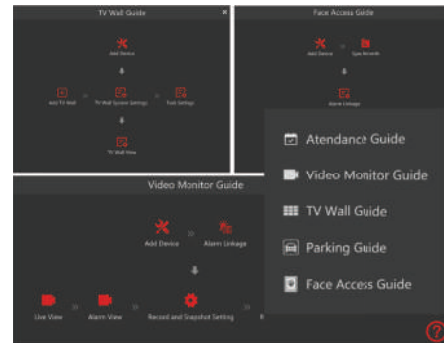 TV Wall Guide
Add Device
Add TV Wall
TV Wall System Settings
Task Settings
TV Wall View
Face Access Guide
Add Device
Alarm Linkage
Video Monitor Guide
Add Device
Alarm Linkage
Live View
Alarm View
Record and Snapshot Setting
Atendance Guide
Video Monitor Guide
TV Wall Guide
Parking Guide
Face Access Guide